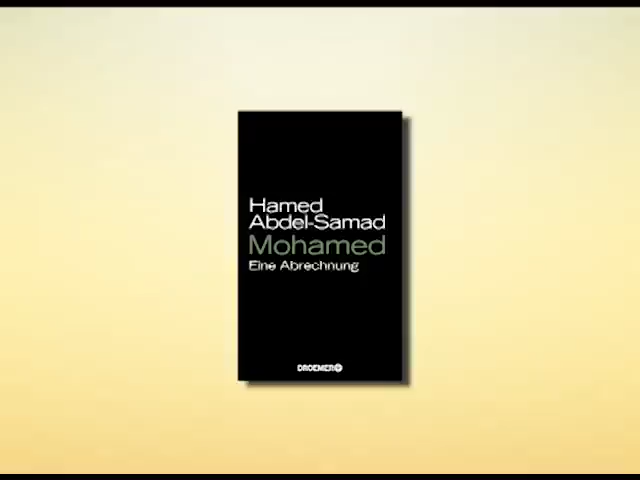 Hamed
Abdel-Samad
Mohamed
Eine Abrechnung
DROEMER